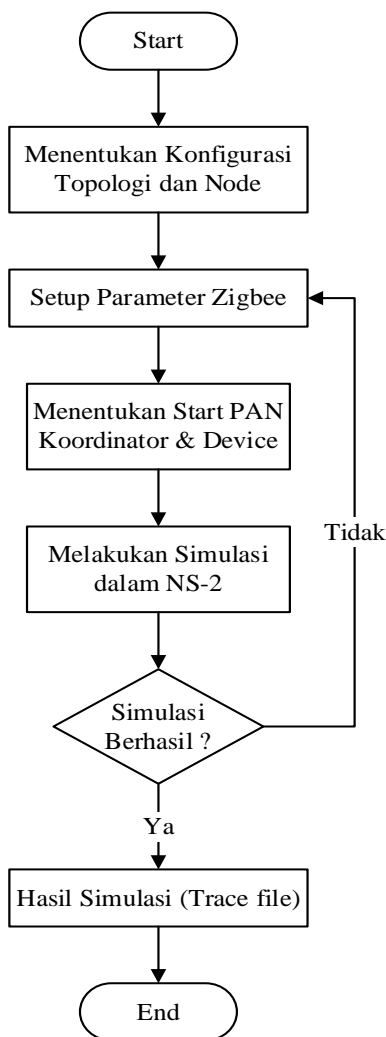 Start
Menentukan Konfigurasi
Topologi dan Node
Setup Parameter Zigbee
Menentukan Start PAN
Koordinator & Device
Melakukan Simulasi
dalam NS-2
Tidak
Simulasi
Berhasil ?
Ya
Hasil Simulasi (Trace file)
End